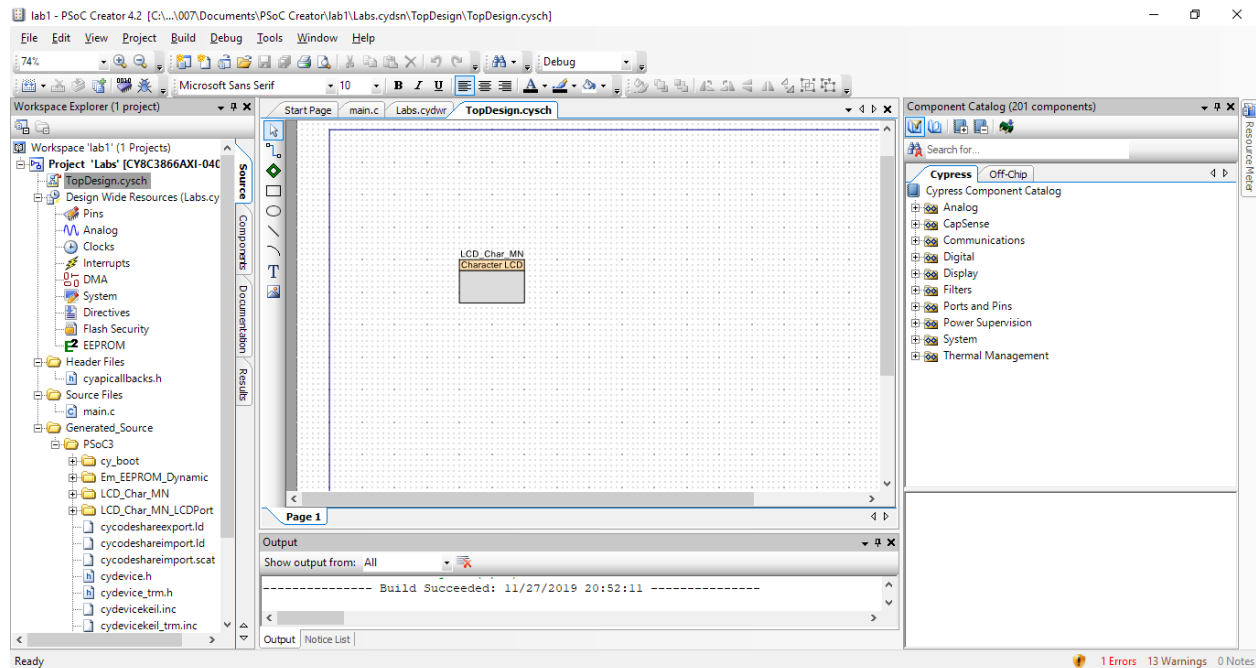 lab1 - PSoC Creator 4.2 [C:\...\007\Documents\PSoC Creator\lab1\Labs.cydsn\TopDesign\TopDesign.cysch]
File Edit View Project Build Debug Tools Window Help
74% Debug
Microsoft Sans Serif 10 B I U A
Workspace Explorer (1 project)
Workspace 'lab1' (1 Projects)
Project 'Labs' [CY8C3866AXI-040
TopDesign.cysch
Design Wide Resources (Labs.cy
Pins
Analog
Clocks
Interrupts
DMA
System
Directives
Flash Security
EEPROM
Header Files
cyapicallbacks.h
Source Files
main.c
Generated_Source
PSoC3
cy_boot
Em_EEPROM_Dynamic
LCD_Char_MN
LCD_Char_MN_LCDPort
cycodeshareexport.ld
cycodeshareimport.ld
cycodeshareimport.scat
cydevice.h
cydevice_trm.h
cydevicekeil.inc
cydevicekeil_trm.inc
Source
Components
Documentation
Results
Start Page main.c Labs.cydwr TopDesign.cysch
T
LCD_Char_MN
Character LCD
Page 1
Output
Show output from: All
--------------- Build Succeeded: 11/27/2019 20:52:11 ---------------
Output Notice List
Component Catalog (201 components)
Search for...
Cypress Off-Chip
Cypress Component Catalog
Analog
CapSense
Communications
Digital
Display
Filters
Ports and Pins
Power Supervision
System
Thermal Management
Resource Meter
Ready 1 Errors 13 Warnings 0 Notes